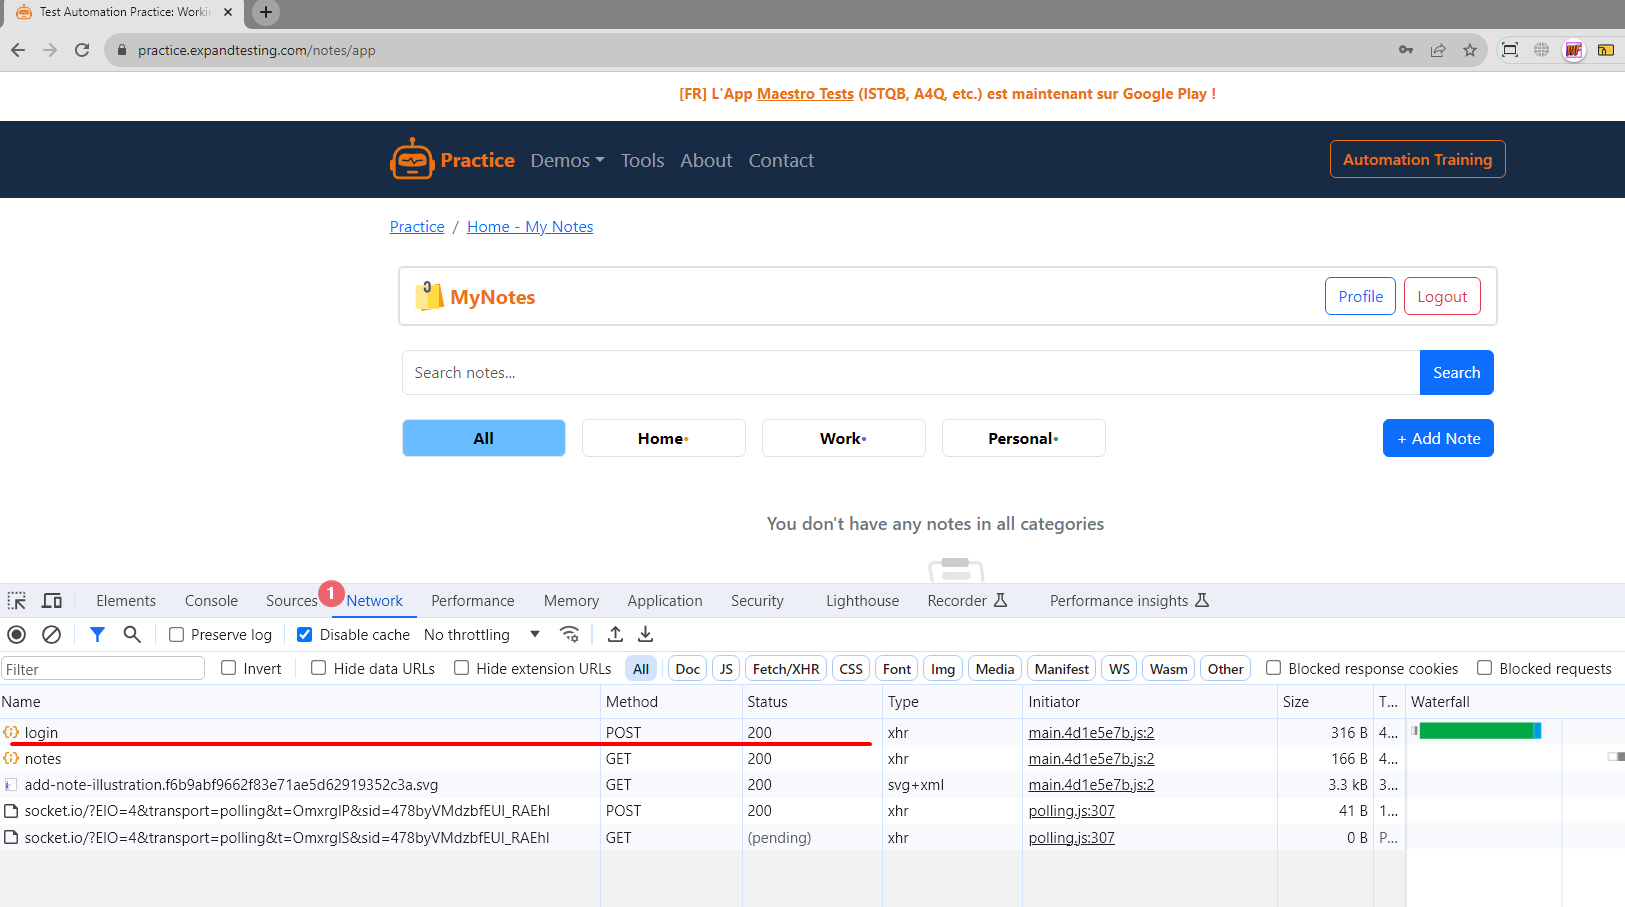 Test Automation Practice: Worki
practice.expandtesting.com/notes/app
[FR] L'App Maestro Tests (ISTQB, A4Q, etc.) est maintenant sur Google Play !
Practice Demos Tools About Contact Automation Training
Practice / Home - My Notes
MyNotes Profile Logout
Search notes... Search
All Home• Work• Personal• + Add Note
You don't have any notes in all categories
Elements Console Sources 1 Network Performance Memory Application Security Lighthouse Recorder Performance insights
Preserve log Disable cache No throttling
Filter Invert Hide data URLs Hide extension URLs All Doc JS Fetch/XHR CSS Font Img Media Manifest WS Wasm Other Blocked response cookies Blocked requests
Name Method Status Type Initiator Size T... Waterfall
login POST 200 xhr main.4d1e5e7b.js:2 316 B 4...
notes GET 200 xhr main.4d1e5e7b.js:2 166 B 4...
add-note-illustration.f6b9abf9662f83e71ae5d62919352c3a.svg GET 200 svg+xml main.4d1e5e7b.js:2 3.3 kB 3...
socket.io/?EIO=4&transport=polling&t=OmxrgIP&sid=478byVMdzbfEUI_RAEhI POST 200 xhr polling.js:307 41 B 1...
socket.io/?EIO=4&transport=polling&t=OmxrgIS&sid=478byVMdzbfEUI_RAEhI GET (pending) xhr polling.js:307 0 B P...